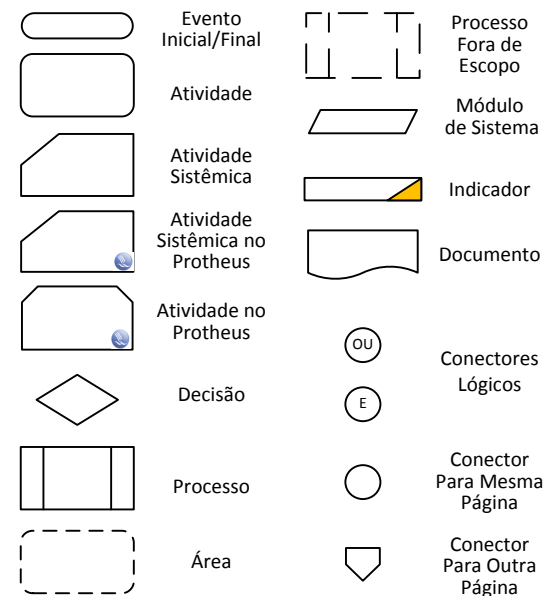 Evento
Inicial/Final
Atividade
Atividade
Sistêmica
Atividade
Sistêmica no
Protheus
Atividade no
Protheus
Decisão
Processo
Área
Processo
Fora de
Escopo
Módulo
de Sistema
Indicador
Documento
OU
E
Conectores
Lógicos
Conector
Para Mesma
Página
Conector
Para Outra
Página